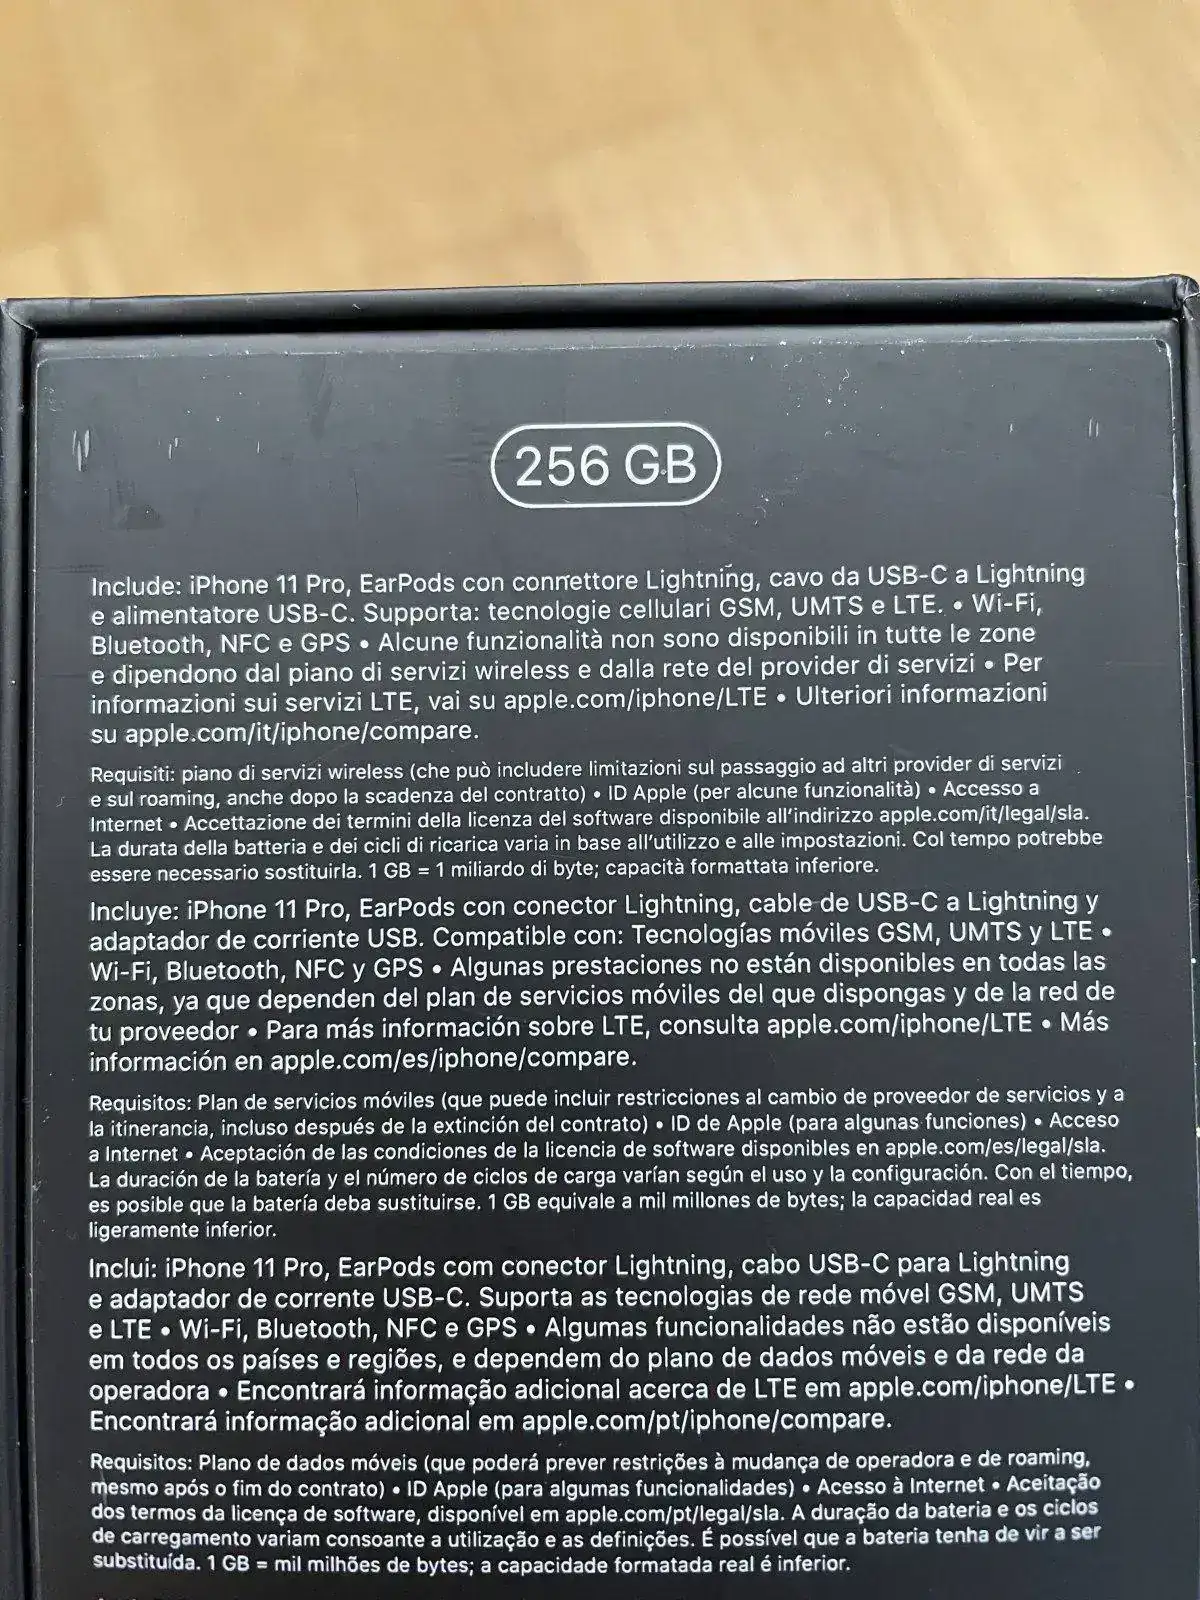 256 GB
Include: iPhone 11 Pro, EarPods con connettore Lightning, cavo da USB-C a Lightning
e alimentatore USB-C. Supporta: tecnologie cellulari GSM, UMTS e LTE. • Wi-Fi,
Bluetooth, NFC e GPS • Alcune funzionalità non sono disponibili in tutte le zone
e dipendono dal piano di servizi wireless e dalla rete del provider di servizi • Per
informazioni sui servizi LTE, vai su apple.com/iphone/LTE • Ulteriori informazioni
su apple.com/it/iphone/compare.
Requisiti: piano di servizi wireless (che può includere limitazioni sul passaggio ad altri provider di servizi
e sul roaming, anche dopo la scadenza del contratto) • ID Apple (per alcune funzionalità) • Accesso a
Internet • Accettazione dei termini della licenza del software disponibile all'indirizzo apple.com/it/legal/sla.
La durata della batteria e dei cicli di ricarica varia in base all'utilizzo e alle impostazioni. Col tempo potrebbe
essere necessario sostituirla. 1 GB = 1 miliardo di byte; capacità formattata inferiore.
Incluye: iPhone 11 Pro, EarPods con conector Lightning, cable de USB-C a Lightning y
adaptador de corriente USB. Compatible con: Tecnologías móviles GSM, UMTS y LTE •
Wi-Fi, Bluetooth, NFC y GPS • Algunas prestaciones no están disponibles en todas las
zonas, ya que dependen del plan de servicios móviles del que dispongas y de la red de
tu proveedor • Para más información sobre LTE, consulta apple.com/iphone/LTE • Más
información en apple.com/es/iphone/compare.
Requisitos: Plan de servicios móviles (que puede incluir restricciones al cambio de proveedor de servicios y a
la itinerancia, incluso después de la extinción del contrato) • ID de Apple (para algunas funciones) • Acceso
a Internet • Aceptación de las condiciones de la licencia de software disponibles en apple.com/es/legal/sla.
La duración de la batería y el número de ciclos de carga varían según el uso y la configuración. Con el tiempo,
es posible que la batería deba sustituirse. 1 GB equivale a mil millones de bytes; la capacidad real es
ligeramente inferior.
Inclui: iPhone 11 Pro, EarPods com conector Lightning, cabo USB-C para Lightning
e adaptador de corrente USB-C. Suporta as tecnologias de rede móvel GSM, UMTS
e LTE • Wi-Fi, Bluetooth, NFC e GPS • Algumas funcionalidades não estão disponíveis
em todos os países e regiões, e dependem do plano de dados móveis e da rede da
operadora • Encontrará informação adicional acerca de LTE em apple.com/iphone/LTE •
Encontrará informação adicional em apple.com/pt/iphone/compare.
Requisitos: Plano de dados móveis (que poderá prever restrições à mudança de operadora e de roaming,
mesmo após o fim do contrato) • ID Apple (para algumas funcionalidades) • Acesso à Internet • Aceitação
dos termos da licença de software, disponível em apple.com/pt/legal/sla. A duração da bateria e os ciclos
de carregamento variam consoante a utilização e as definições. É possível que a bateria tenha de vir a ser
substituída. 1 GB = mil milhões de bytes; a capacidade formatada real é inferior.